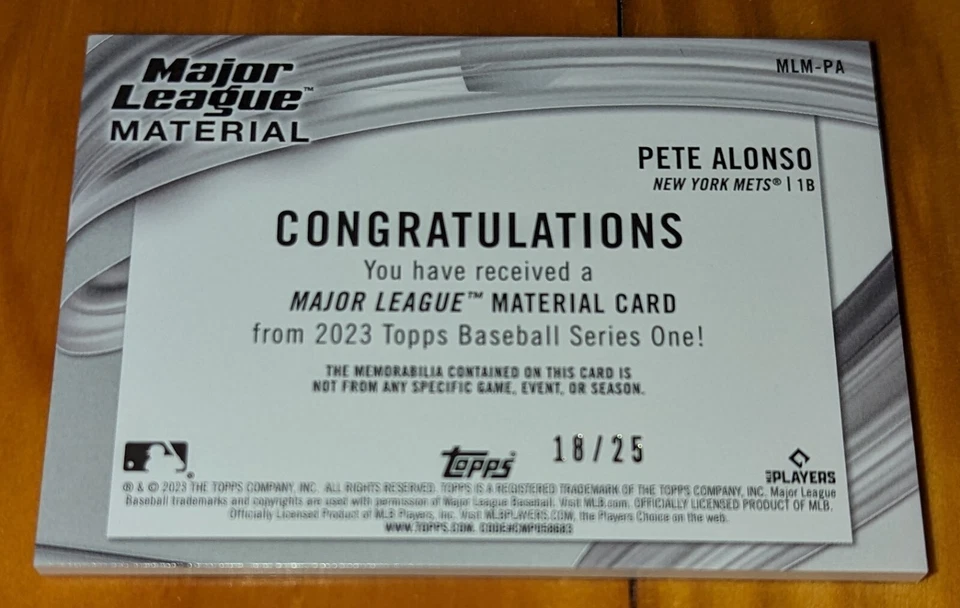 Major
League™
MATERIAL
MLM-PA
PETE ALONSO
NEW YORK METS® | 1B
CONGRATULATIONS
You have received a
MAJOR LEAGUE™ MATERIAL CARD
from 2023 Topps Baseball Series One!
THE MEMORABILIA CONTAINED ON THIS CARD IS
NOT FROM ANY SPECIFIC GAME, EVENT, OR SEASON.
topps
18/25
MLB PLAYERS
® & © 2023 THE TOPPS COMPANY, INC. ALL RIGHTS RESERVED. TOPPS IS A REGISTERED TRADEMARK OF THE TOPPS COMPANY, INC. Major League
Baseball trademarks and copyrights are used with permission of Major League Baseball. Visit MLB.com. OFFICIALLY LICENSED PRODUCT OF MLB.
Officially Licensed Product of MLB Players, Inc. Visit MLBPLAYERS.COM, the Players Choice on the web.
WWW.TOPPS.COM